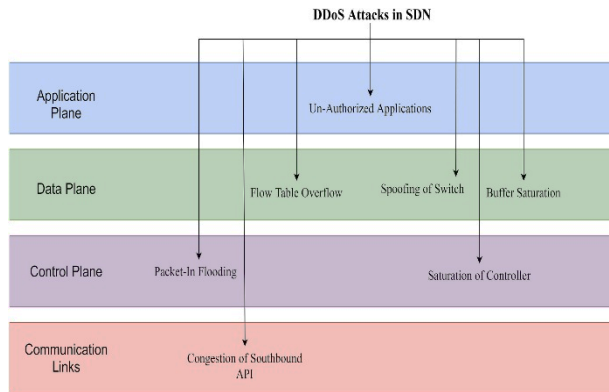 DDoS Attacks in SDN
Application
Plane
Un-Authorized Applications
Data Plane
Flow Table Overflow
Spoofing of Switch
Buffer Saturation
Control Plane
Packet-In Flooding
Saturation of Controller
Communication
Links
Congestion of Southbound
API